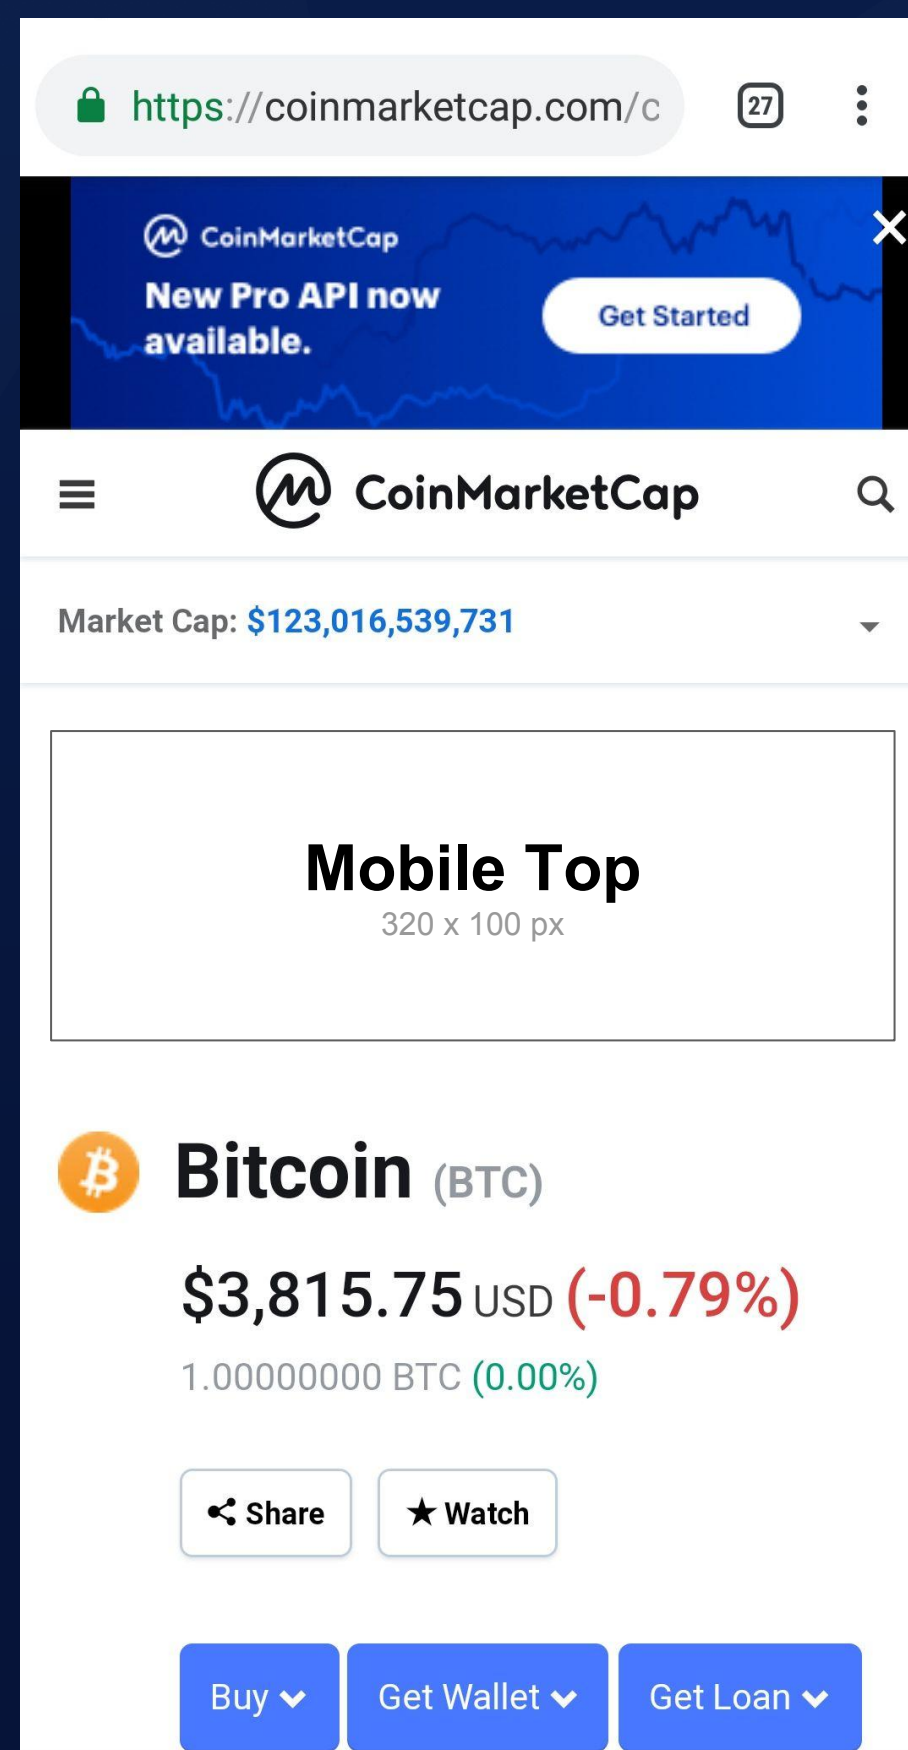 https://coinmarketcap.com/c
27
CoinMarketCap
New Pro API now
available.
Get Started
CoinMarketCap
Market Cap: $123,016,539,731
Mobile Top
320 x 100 px
Bitcoin (BTC)
$3,815.75 USD (-0.79%)
1.00000000 BTC (0.00%)
Share
Watch
Buy
Get Wallet
Get Loan